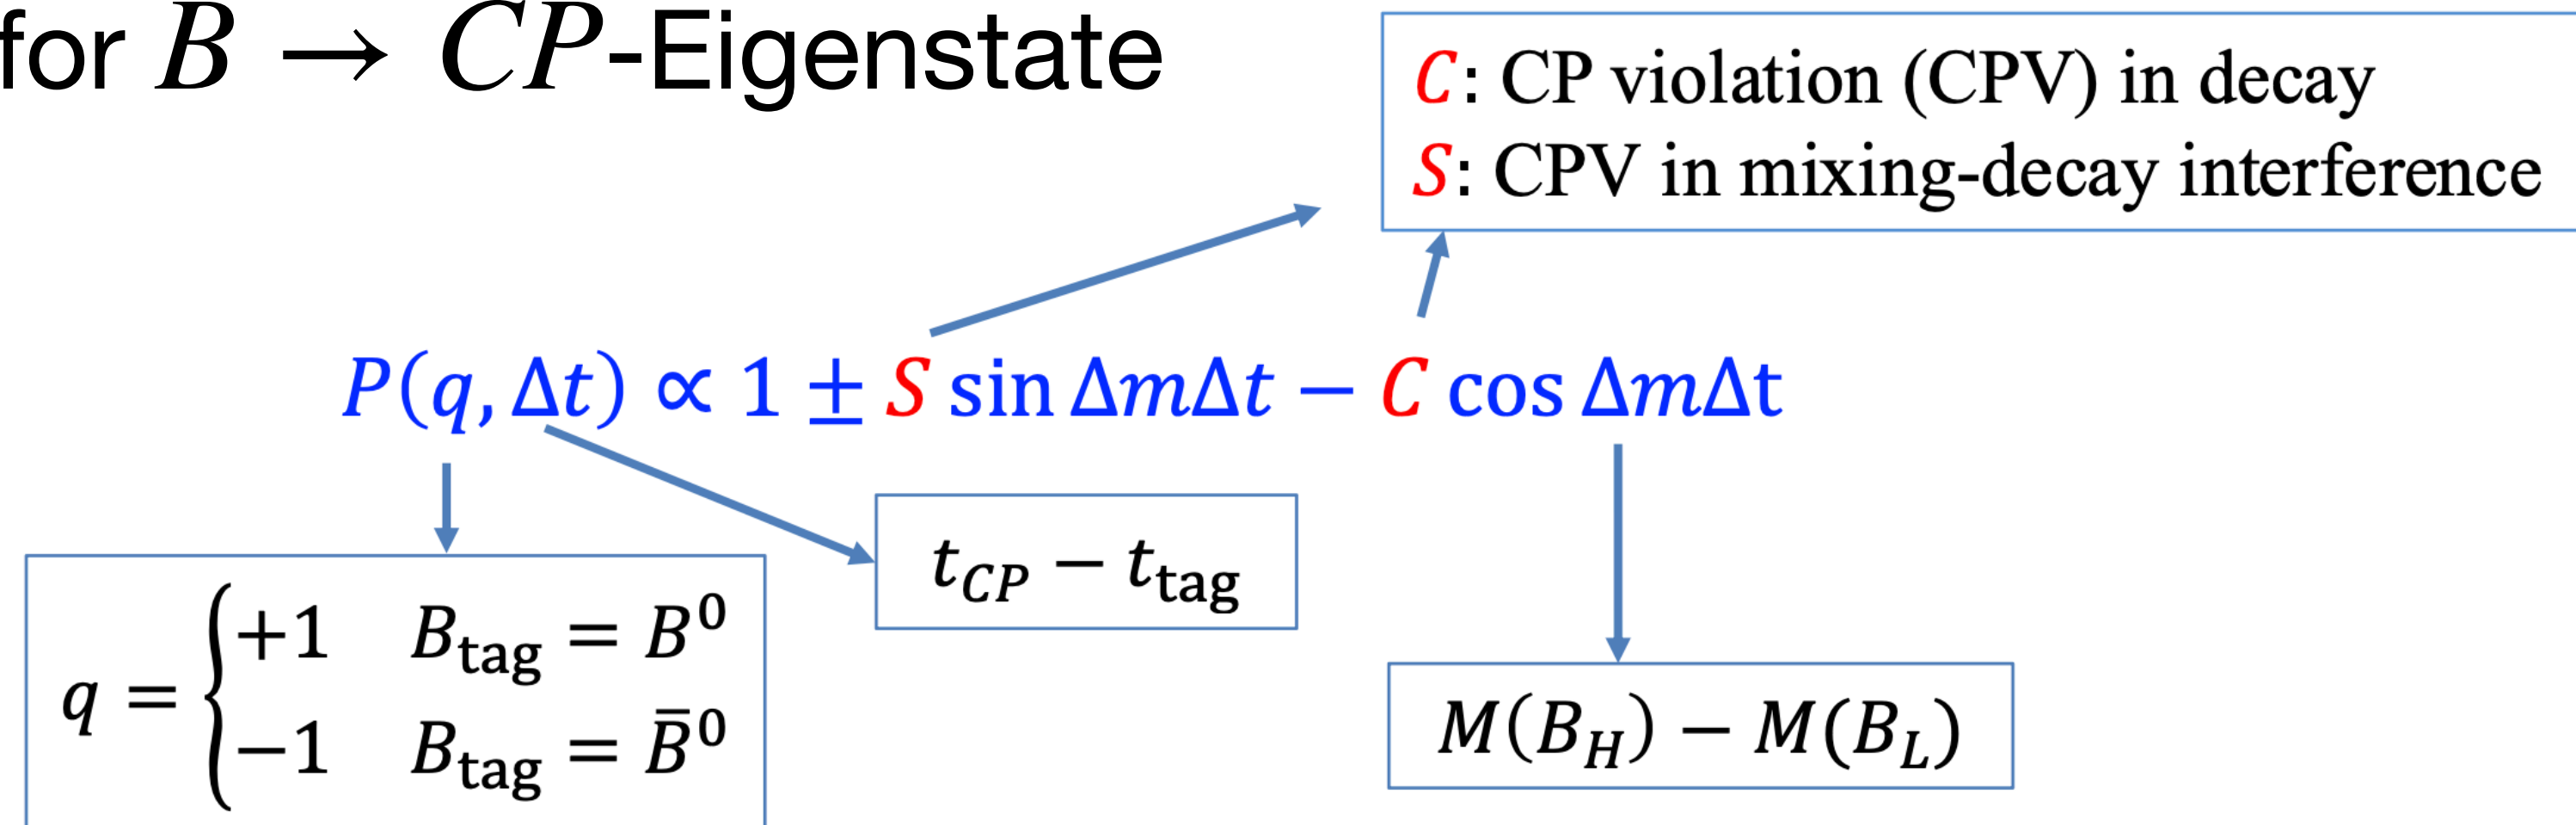 for B → CP-Eigenstate
C: CP violation (CPV) in decay
S: CPV in mixing-decay interference
P(q, Δt) ∝ 1 ± S sin ΔmΔt − C cos ΔmΔt
t_CP − t_tag
q = { +1 B_tag = B⁰
−1 B_tag = B̄⁰
M(B_H) − M(B_L)